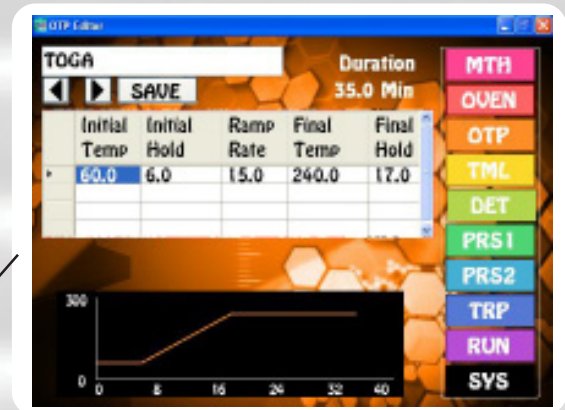 OTP Editor
TOGA
Duration
35.0 Min
SAVE
Initial Temp Initial Hold Ramp Rate Final Temp Final Hold
60.0 6.0 15.0 240.0 17.0
300
0
0 8 16 24 32 40
MTH
OVEN
OTP
TML
DET
PRS1
PRS2
TRP
RUN
SYS